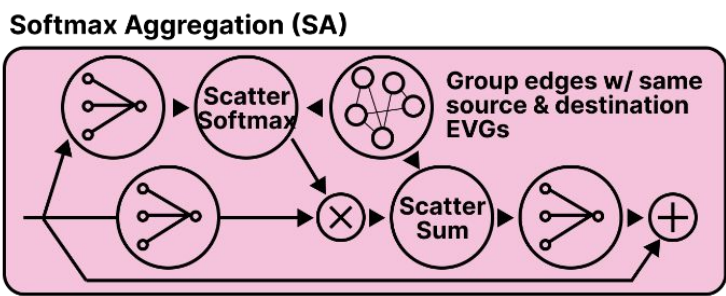 Softmax Aggregation (SA)
Scatter
Softmax
Group edges w/ same
source & destination
EVGs
Scatter
Sum